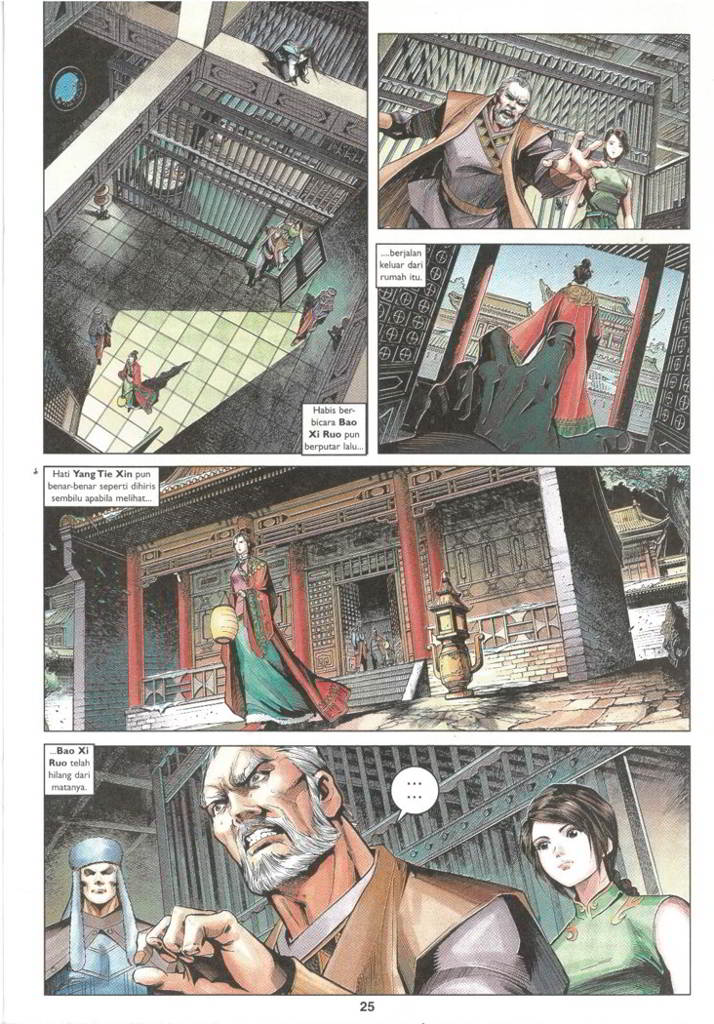 Habis ber-
bicara Bao
Xi Ruo pun
berputar lalu...
....berjalan
keluar dari
rumah itu.
Hati Yang Tie Xin pun
benar-benar seperti dihiris
sembilu apabila melihat...
...Bao Xi
Ruo telah
hilang dari
matanya.
...
...
25